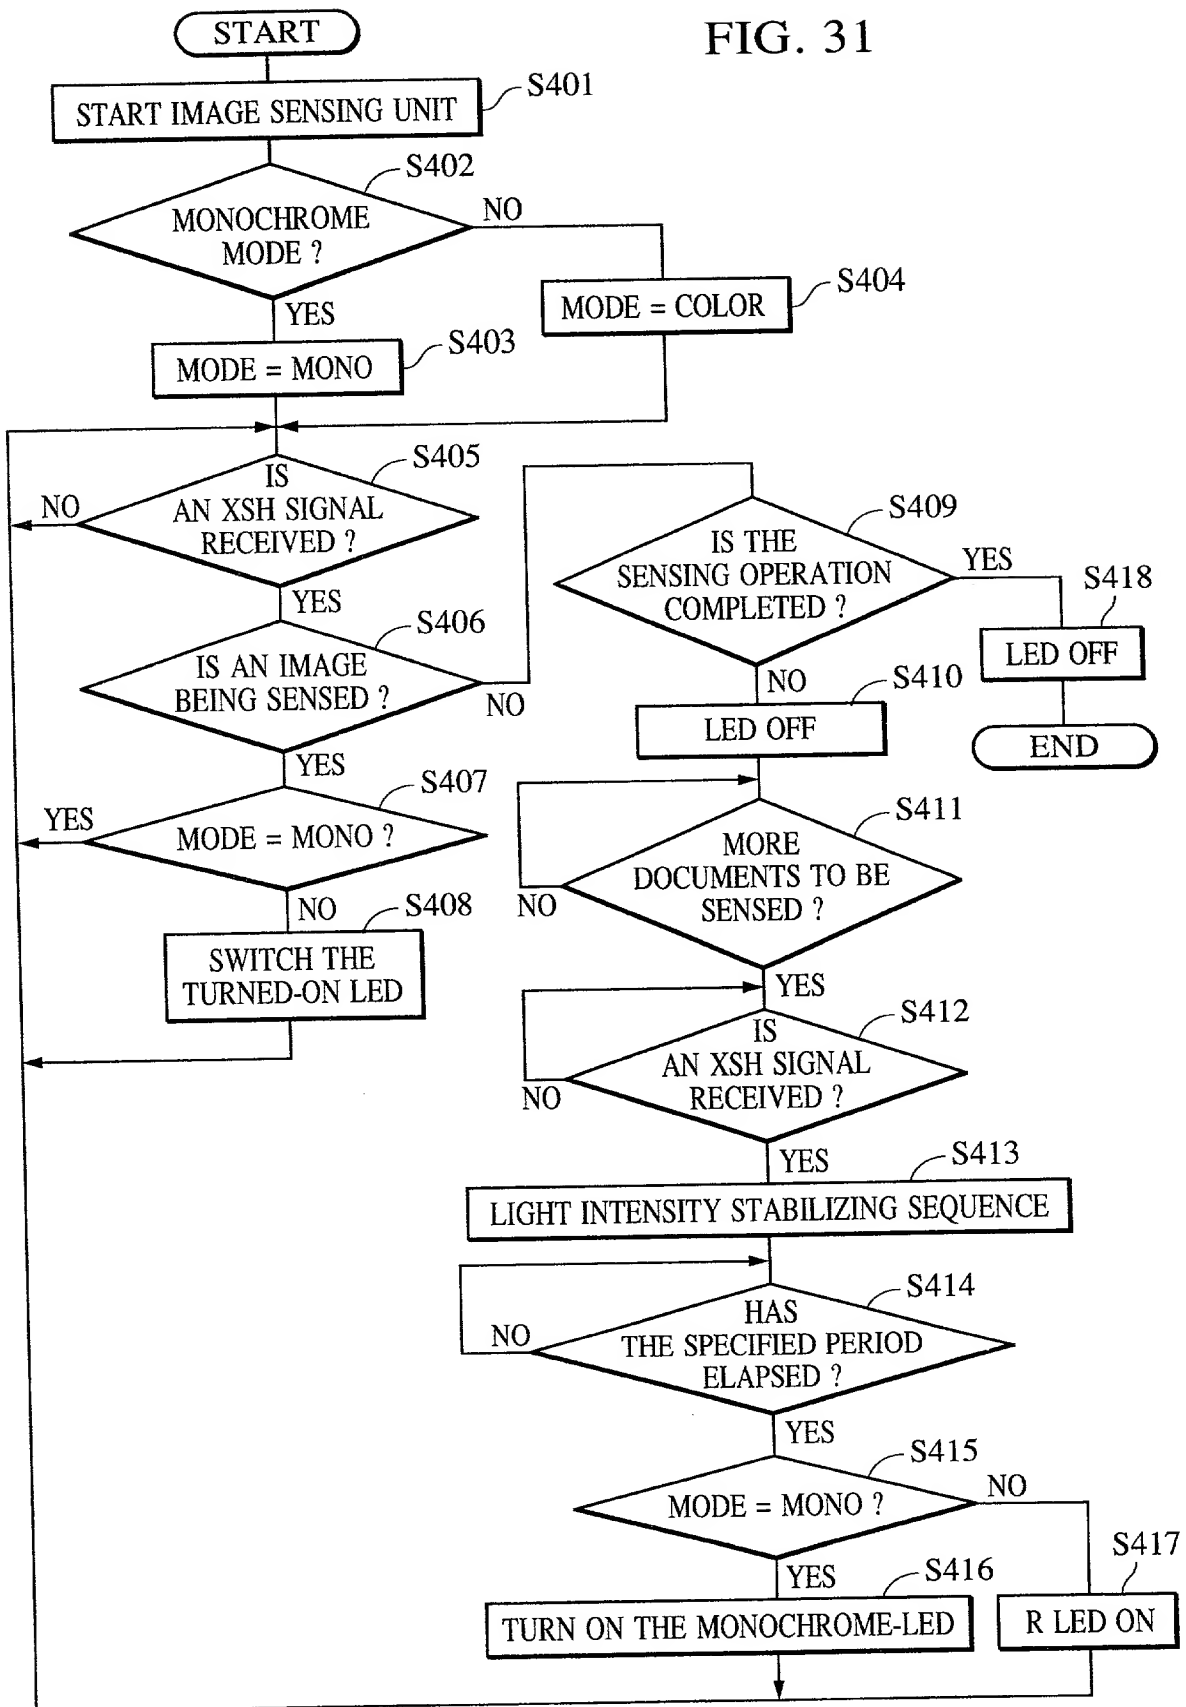 START
FIG. 31
START IMAGE SENSING UNIT
S401
S402
MONOCHROME
MODE ?
NO
YES
MODE = COLOR
S404
MODE = MONO
S403
S405
IS
AN XSH SIGNAL
RECEIVED ?
NO
YES
S406
IS AN IMAGE
BEING SENSED ?
NO
YES
S407
MODE = MONO ?
YES
NO
S408
SWITCH THE
TURNED-ON LED
S409
IS THE
SENSING OPERATION
COMPLETED ?
YES
S418
LED OFF
END
NO
S410
LED OFF
S411
MORE
DOCUMENTS TO BE
SENSED ?
NO
YES
S412
IS
AN XSH SIGNAL
RECEIVED ?
NO
YES
S413
LIGHT INTENSITY STABILIZING SEQUENCE
S414
HAS
THE SPECIFIED PERIOD
ELAPSED ?
NO
YES
S415
MODE = MONO ?
NO
YES
S416
TURN ON THE MONOCHROME-LED
S417
R LED ON